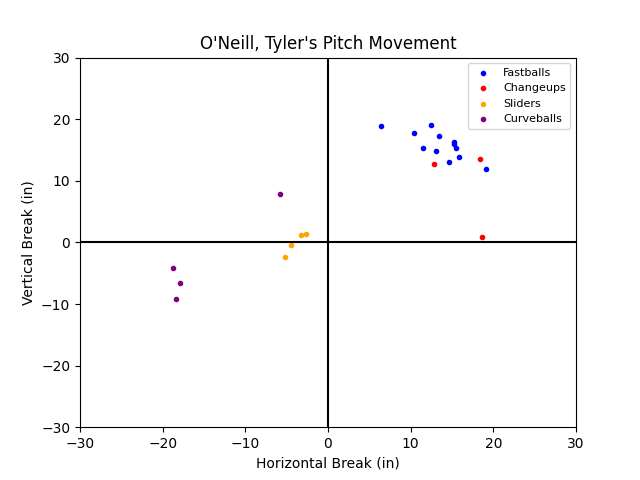 O'Neill, Tyler's Pitch Movement
Fastballs
Changeups
Sliders
Curveballs
Vertical Break (in)
30
20
10
0
−10
−20
−30
−30
−20
−10
0
10
20
30
Horizontal Break (in)